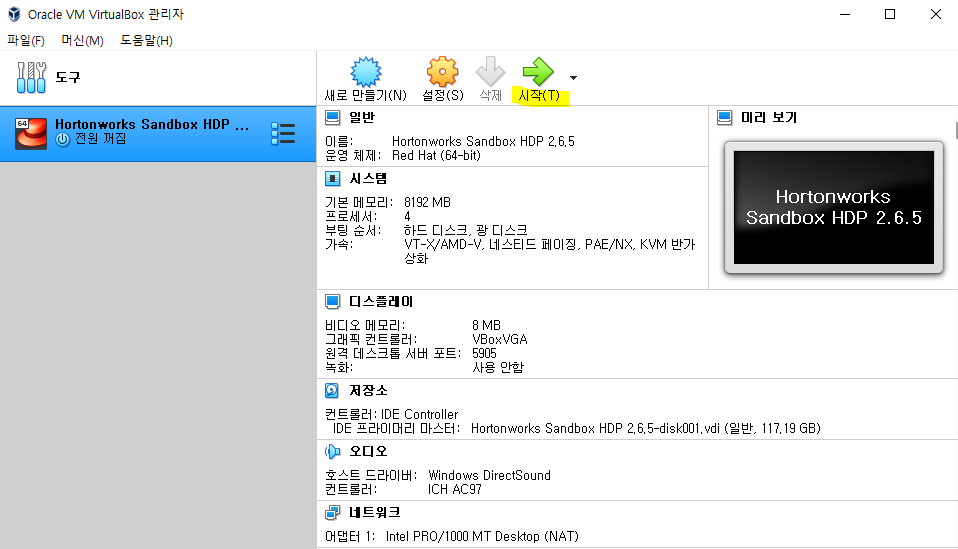 Oracle VM VirtualBox 관리자
파일(F) 머신(M) 도움말(H)
도구
새로 만들기(N) 설정(S) 삭제 시작(T)
64
Hortonworks Sandbox HDP ...
전원 꺼짐
일반
이름: Hortonworks Sandbox HDP 2,6,5
운영 체제: Red Hat (64-bit)
미리 보기
Hortonworks
Sandbox HDP 2.6.5
시스템
기본 메모리: 8192 MB
프로세서: 4
부팅 순서: 하드 디스크, 광 디스크
가속: VT-X/AMD-V, 네스티드 페이징, PAE/NX, KVM 반가
상화
디스플레이
비디오 메모리: 8 MB
그래픽 컨트롤러: VBoxVGA
원격 데스크톱 서버 포트: 5905
녹화: 사용 안함
저장소
컨트롤러: IDE Controller
IDE 프라이머리 마스터: Hortonworks Sandbox HDP 2,6,5-disk001.vdi (일반, 117,19 GB)
오디오
호스트 드라이버: Windows DirectSound
컨트롤러: ICH AC97
네트워크
어댑터 1: Intel PRO/1000 MT Desktop (NAT)